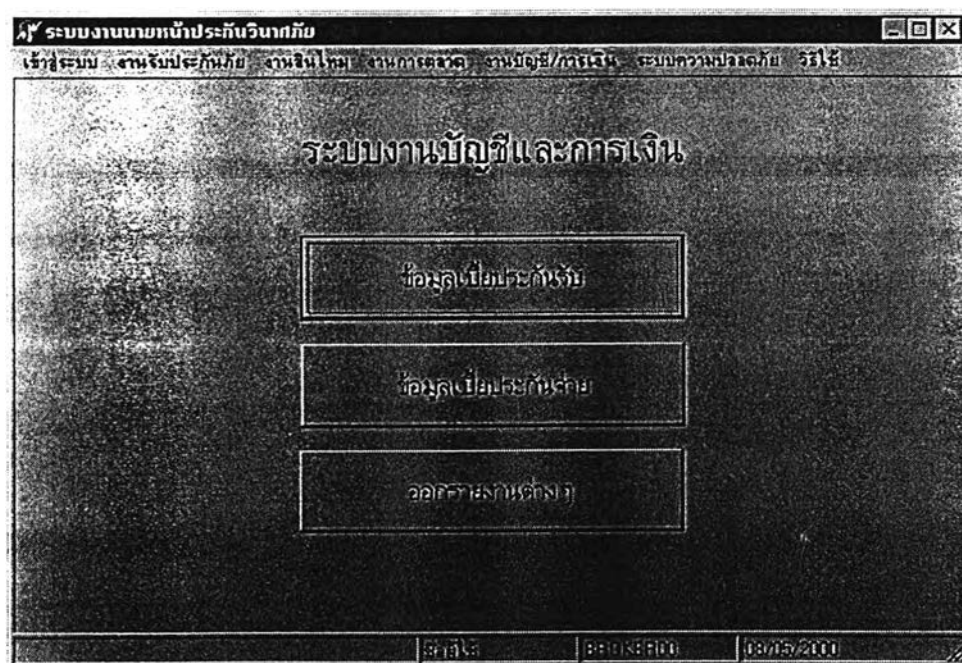 ระบบงานนายหน้าประกันวินาศภัย
เข้าสู่ระบบ งานรับประกันภัย งานสินไหม งานการตลาด งานบัญชี/การเงิน ระบบความปลอดภัย วิธีใช้
ระบบงานบัญชีและการเงิน
ข้อมูลเบี้ยประกันรับ
ข้อมูลเบี้ยประกันจ่าย
ออกรายงานต่าง ๆ
ชื่อผู้ใช้ 08/05/2000